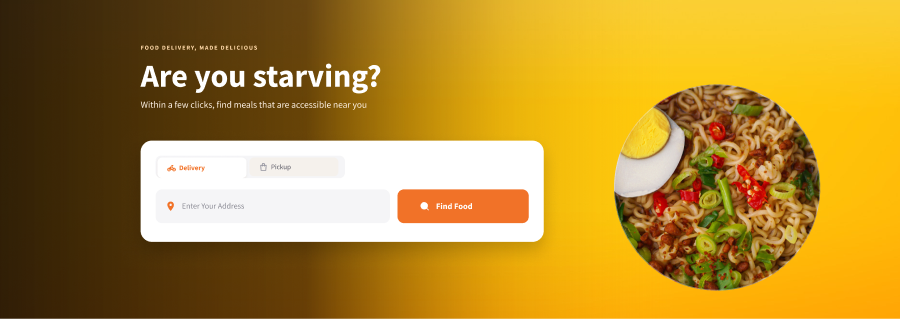 FOOD DELIVERY, MADE DELICIOUS
Are you starving?
Within a few clicks, find meals that are accessible near you
Delivery
Pickup
Enter Your Address
Find Food